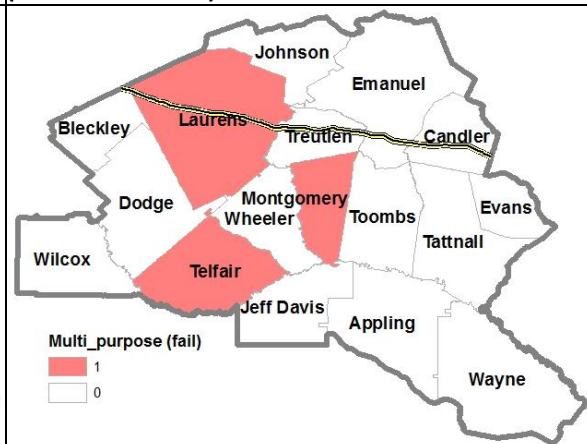 Johnson
Emanuel
Bleckley
Laurens
Treutlen
Candler
Dodge
Montgomery
Wheeler
Toombs
Evans
Tattnall
Wilcox
Telfair
Jeff Davis
Appling
Wayne
Multi_purpose (fail)
1
0